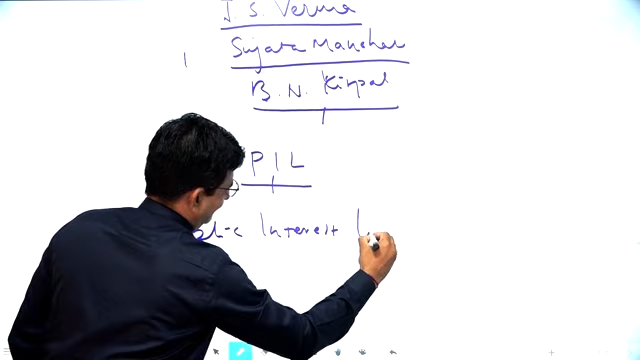 J S. Verma
Sujata Manohar
B. N. Kirpal
PIL
Interest